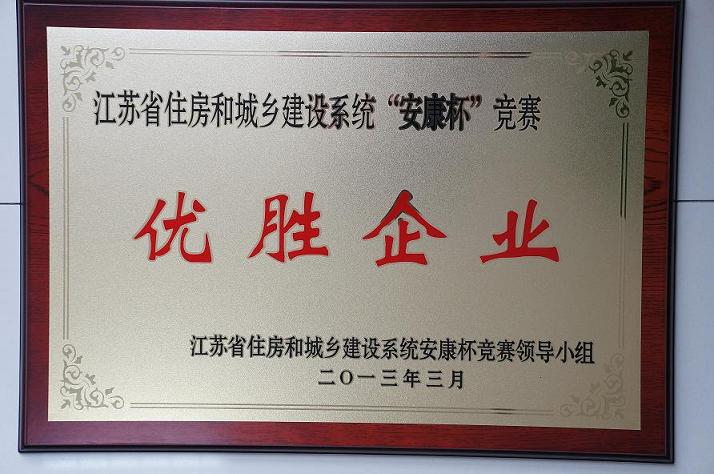 江苏省住房和城乡建设系统“安康杯”竞赛
优胜企业
江苏省住房和城乡建设系统安康杯竞赛领导小组
二〇一三年三月